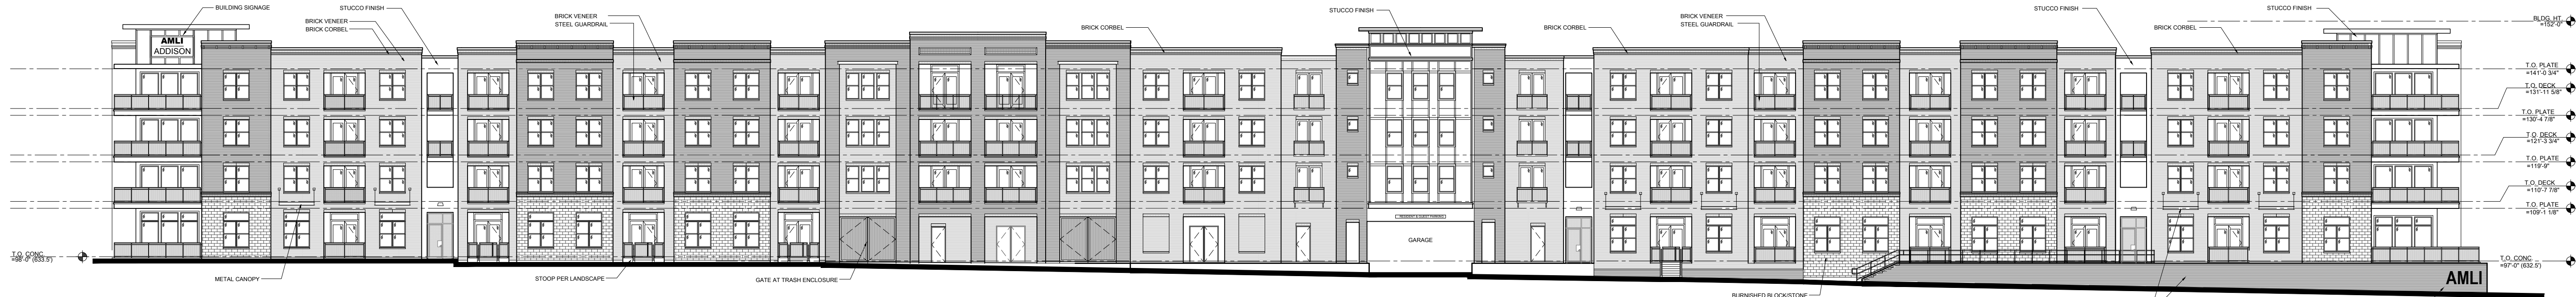 BUILDING SIGNAGE
STUCCO FINISH
BRICK VENEER
BRICK CORBEL
AMLI
ADDISON
BRICK VENEER
STEEL GUARDRAIL
BRICK CORBEL
STUCCO FINISH
BRICK CORBEL
BRICK VENEER
STEEL GUARDRAIL
STUCCO FINISH
BRICK CORBEL
STUCCO FINISH
BLDG. HT.
=152'-0"
T.O. PLATE
=141'-0 3/4"
T.O. DECK
=131'-11 5/8"
T.O. PLATE
=130'-4 7/8"
T.O. DECK
=121'-3 3/4"
T.O. PLATE
=119'-9"
T.O. DECK
=110'-7 7/8"
T.O. PLATE
=109'-1 1/8"
T.O. CONC
=97'-0" (632.5')
T.O. CONC
=98'-0" (633.5')
RESIDENT & GUEST PARKING
GARAGE
METAL CANOPY
STOOP PER LANDSCAPE
GATE AT TRASH ENCLOSURE
BURNISHED BLOCK/STONE
AMLI